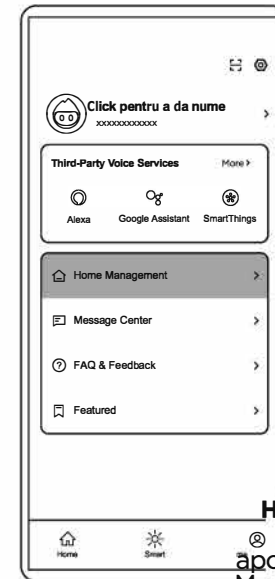 Click pentru a da nume
xxxxxxxxxxxx
Third-Party Voice Services More
Alexa Google Assistant SmartThings
Home Management
Message Center
FAQ & Feedback
Featured
H
Home Smart
apo